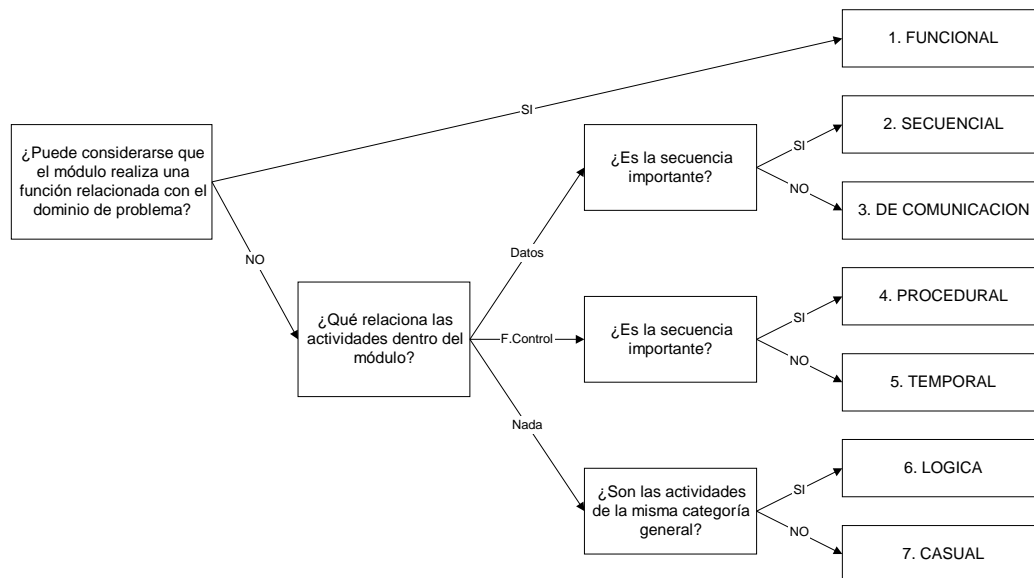 1. FUNCIONAL
SI
¿Puede considerarse que
el módulo realiza una
función relacionada con el
dominio de problema?
NO
¿Qué relaciona las
actividades dentro del
módulo?
Datos
¿Es la secuencia
importante?
SI
2. SECUENCIAL
NO
3. DE COMUNICACION
F.Control
¿Es la secuencia
importante?
SI
4. PROCEDURAL
NO
5. TEMPORAL
Nada
¿Son las actividades
de la misma categoría
general?
SI
6. LOGICA
NO
7. CASUAL